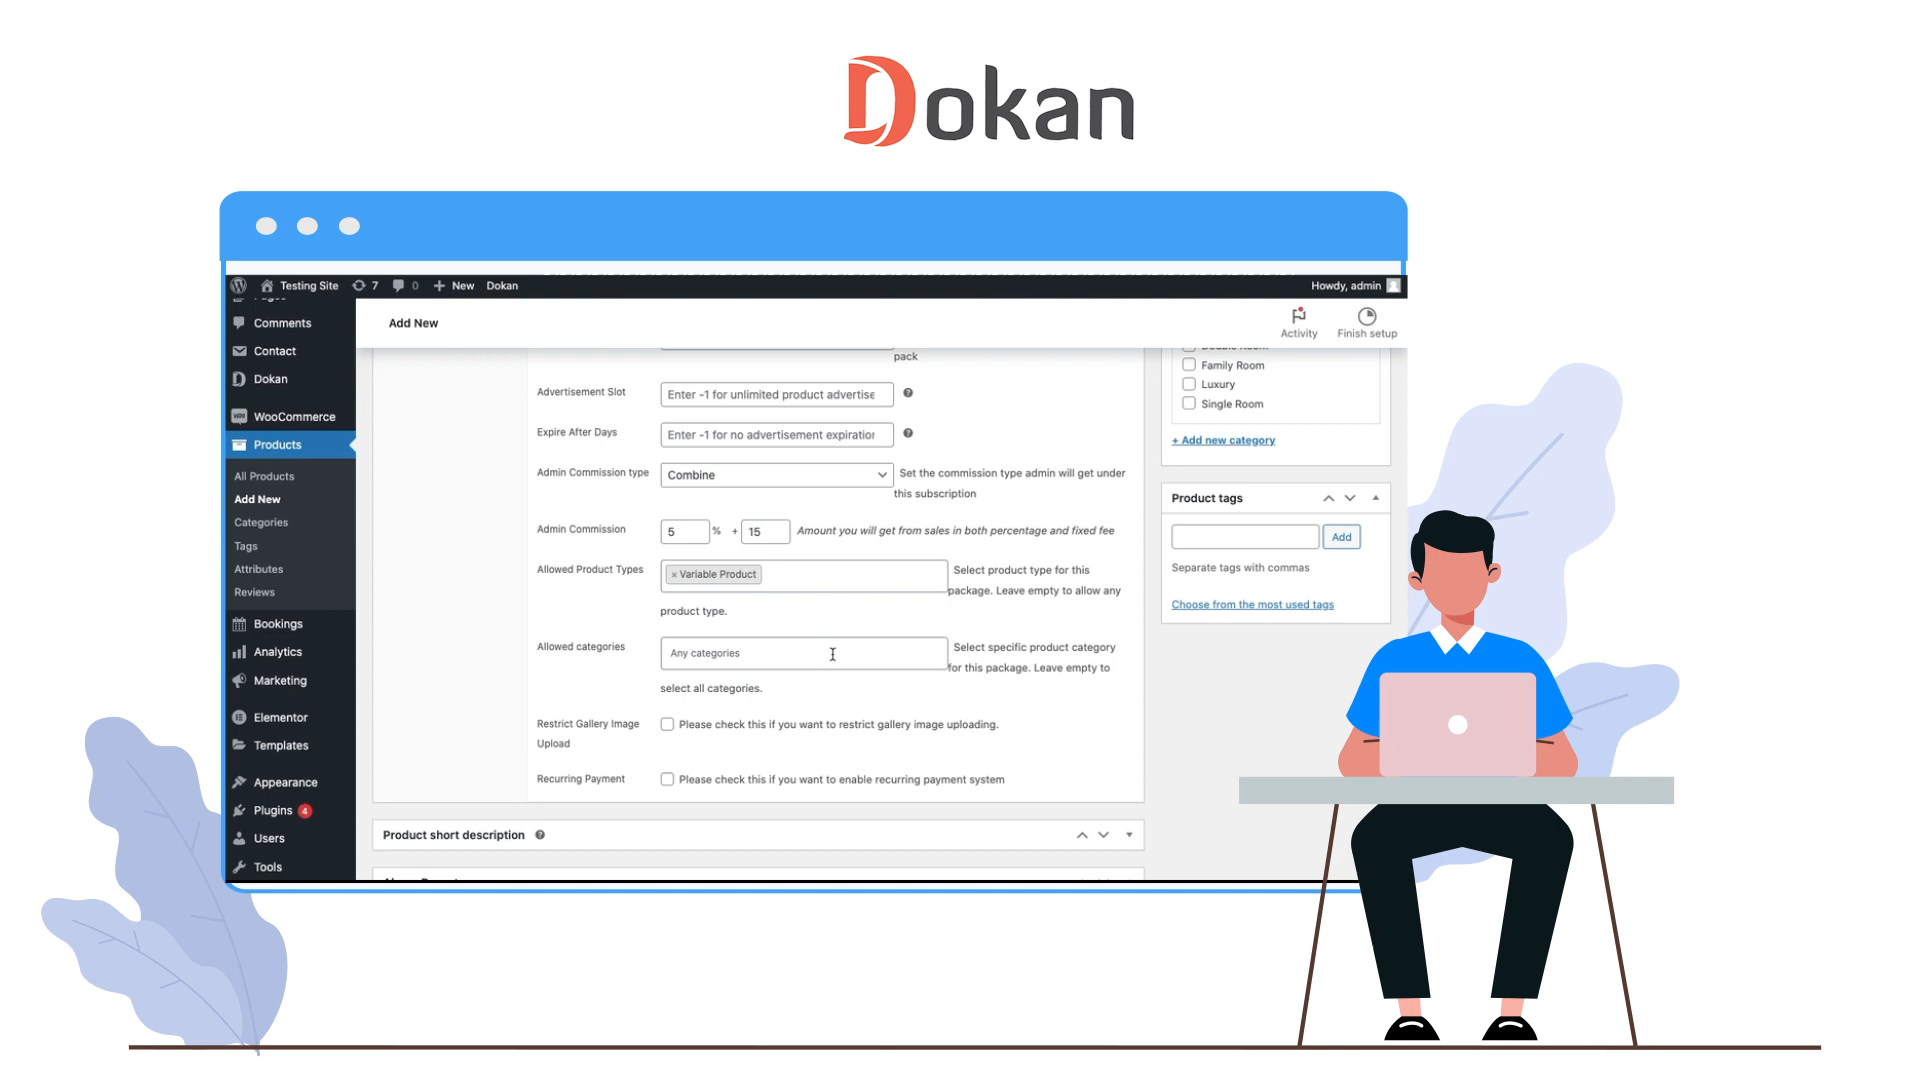 Dokan
Testing Site 7 0 + New Dokan Howdy, admin
Comments
Contact
Dokan
WooCommerce
Products
All Products
Add New
Categories
Tags
Attributes
Reviews
Bookings
Analytics
Marketing
Elementor
Templates
Appearance
Plugins 4
Users
Tools
Add New
Activity
Finish setup
pack
Advertisement Slot
Enter -1 for unlimited product advertise
Expire After Days
Enter -1 for no advertisement expiration
Admin Commission type
Combine
Set the commission type admin will get under
this subscription
Admin Commission
5 % + 15 Amount you will get from sales in both percentage and fixed fee
Allowed Product Types
× Variable Product
Select product type for this
package. Leave empty to allow any
product type.
Allowed categories
Any categories
Select specific product category
for this package. Leave empty to
select all categories.
Restrict Gallery Image
Upload
Please check this if you want to restrict gallery image uploading.
Recurring Payment
Please check this if you want to enable recurring payment system
Product short description
Family Room
Luxury
Single Room
+ Add new category
Product tags
Add
Separate tags with commas
Choose from the most used tags